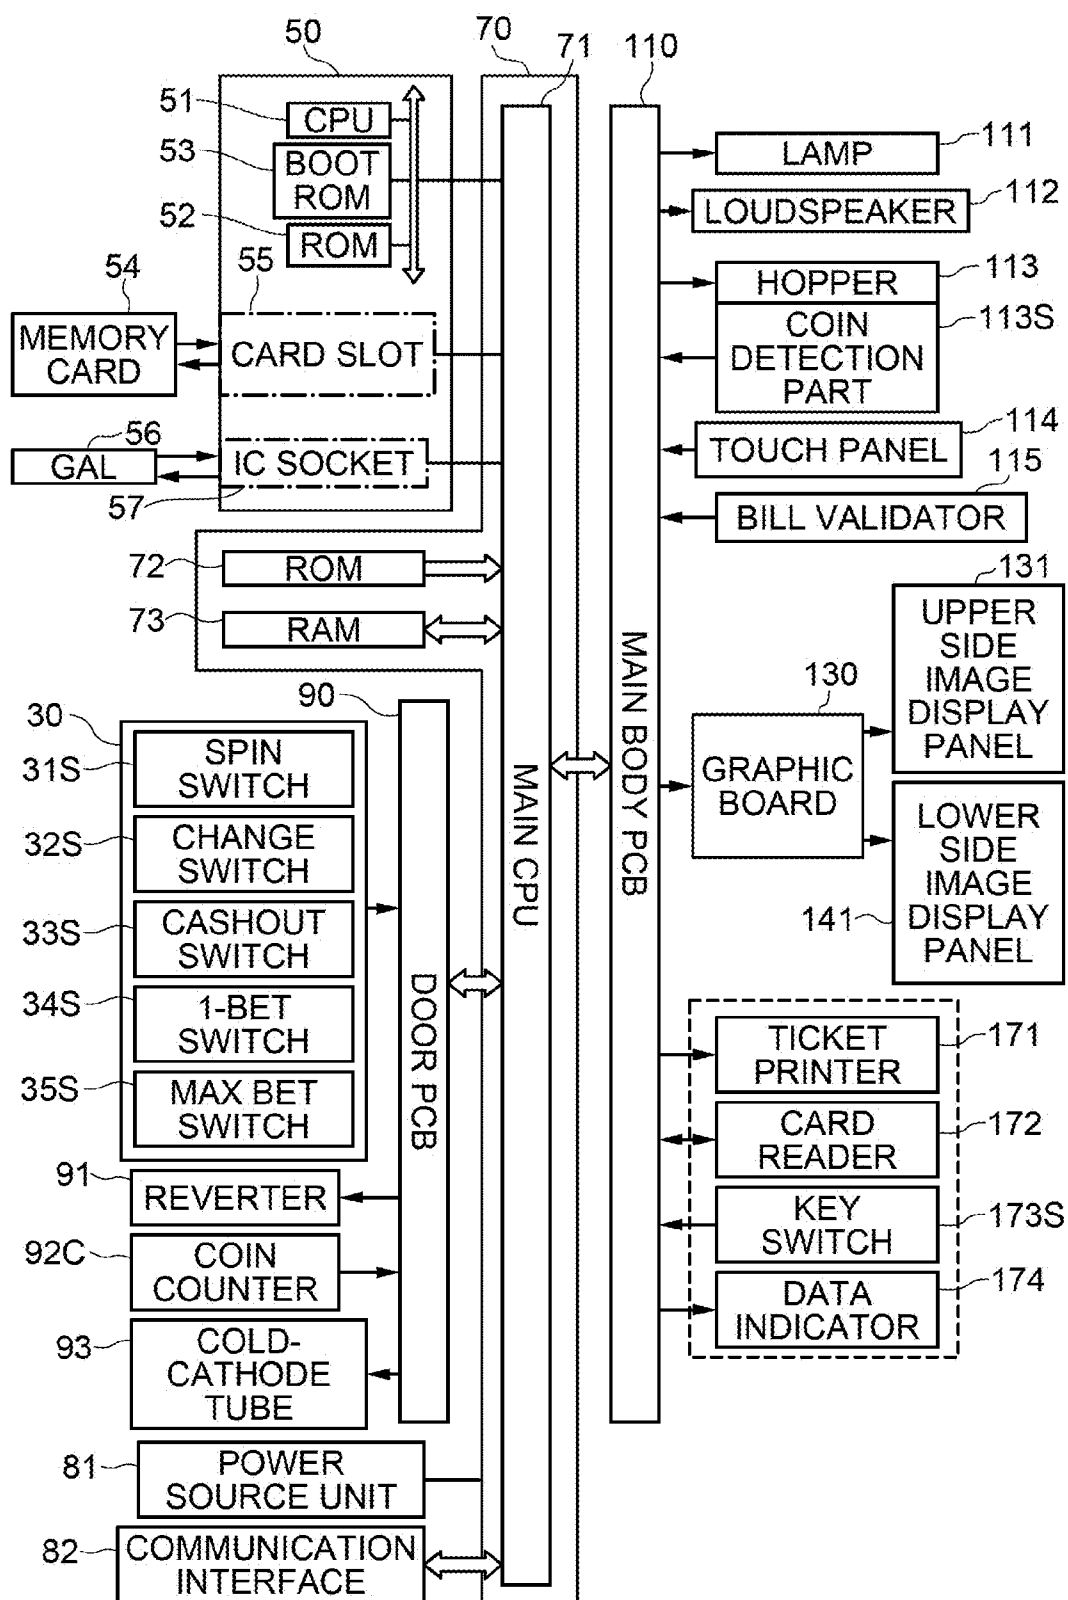 50
70
71
110
51
CPU
53
BOOT
ROM
52
ROM
55
54
MEMORY
CARD
CARD SLOT
56
GAL
IC SOCKET
57
72
ROM
73
RAM
90
30
31S
SPIN
SWITCH
32S
CHANGE
SWITCH
33S
CASHOUT
SWITCH
34S
1-BET
SWITCH
35S
MAX BET
SWITCH
DOOR PCB
91
REVERTER
92C
COIN
COUNTER
93
COLD-
CATHODE
TUBE
81
POWER
SOURCE UNIT
82
COMMUNICATION
INTERFACE
MAIN CPU
MAIN BODY PCB
LAMP
111
LOUDSPEAKER
112
HOPPER
113
COIN
DETECTION
PART
113S
TOUCH PANEL
114
115
BILL VALIDATOR
131
UPPER
SIDE
IMAGE
DISPLAY
PANEL
130
GRAPHIC
BOARD
LOWER
SIDE
IMAGE
DISPLAY
PANEL
141
TICKET
PRINTER
171
CARD
READER
172
KEY
SWITCH
173S
DATA
INDICATOR
174